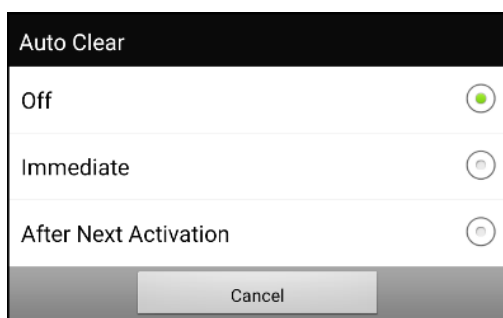 Auto Clear
Off
Immediate
After Next Activation
Cancel